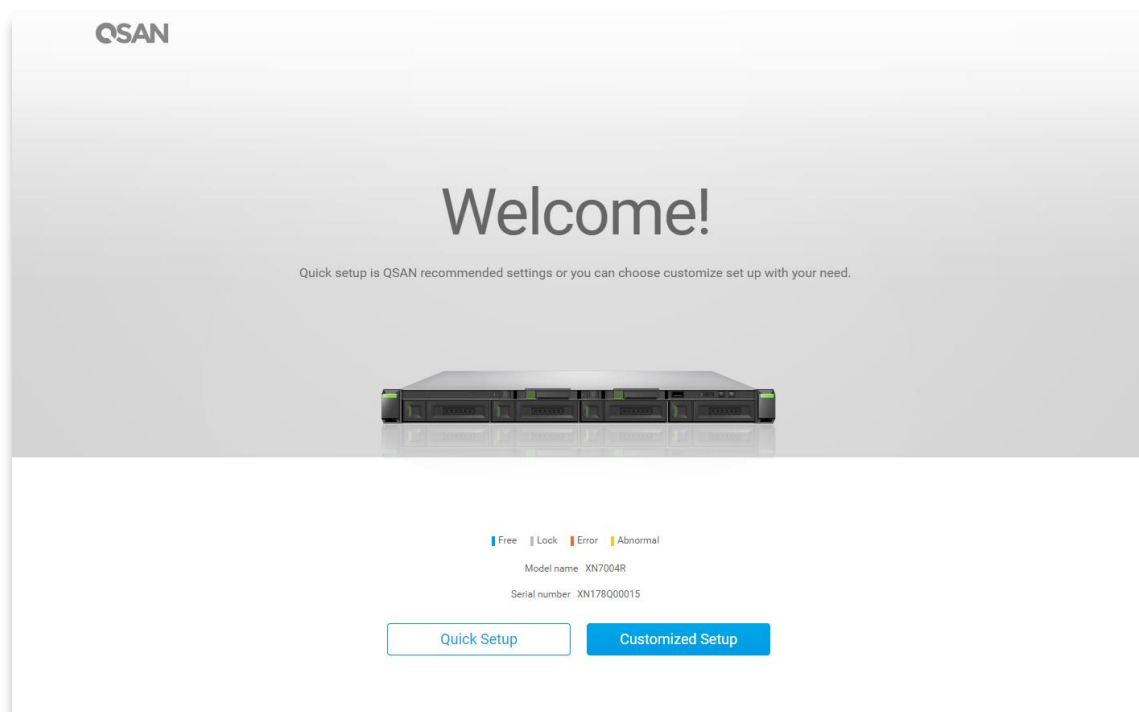 QSAN
Welcome!
Quick setup is QSAN recommended settings or you can choose customize set up with your need.
Free Lock Error Abnormal
Model name XN7004R
Serial number XN178Q00015
Quick Setup Customized Setup